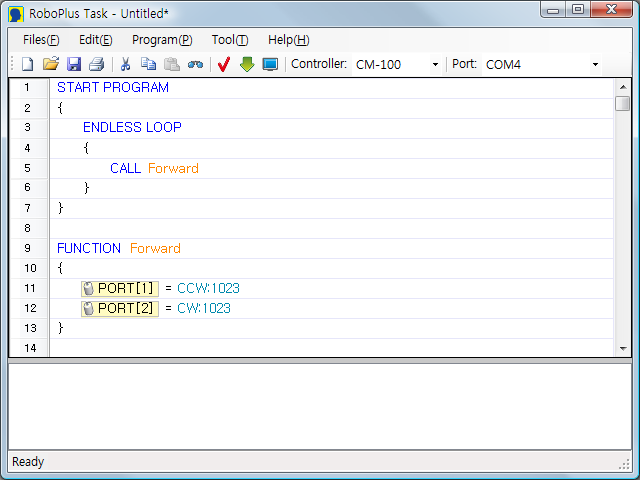 RoboPlus Task - Untitled*
Files(F) Edit(E) Program(P) Tool(T) Help(H)
Controller: CM-100 Port: COM4
1 START PROGRAM
2 {
3 ENDLESS LOOP
4 {
5 CALL Forward
6 }
7 }
8
9 FUNCTION Forward
10 {
11 PORT[1] = CCW:1023
12 PORT[2] = CW:1023
13 }
14
Ready